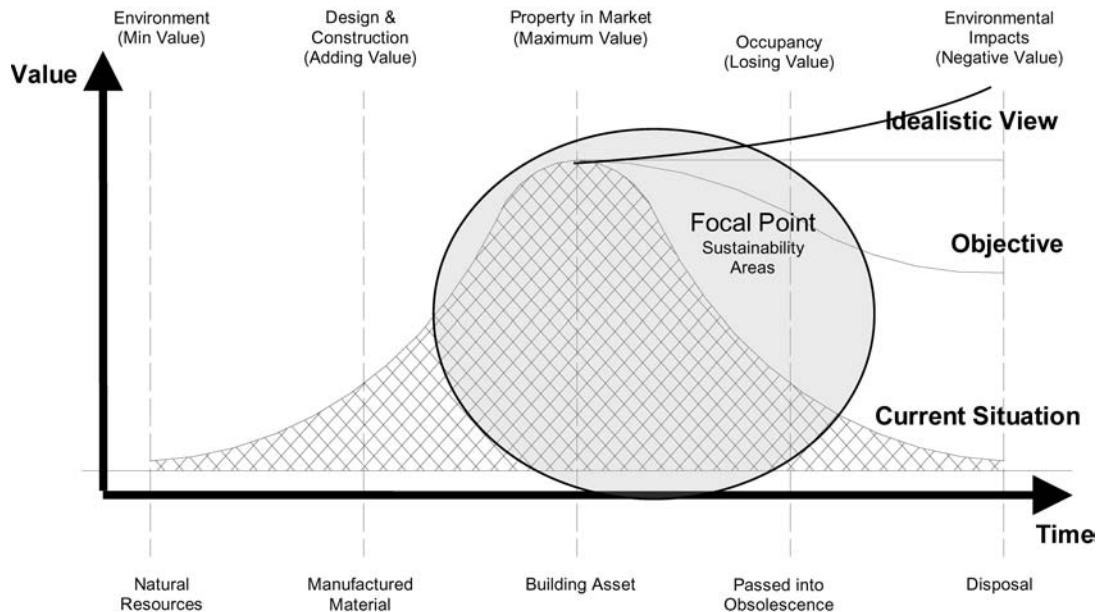 Environment
(Min Value)
Design &
Construction
(Adding Value)
Property in Market
(Maximum Value)
Occupancy
(Losing Value)
Environmental
Impacts
(Negative Value)
Value
Idealistic View
Focal Point
Sustainability
Areas
Objective
Current Situation
Time
Natural
Resources
Manufactured
Material
Building Asset
Passed into
Obsolescence
Disposal